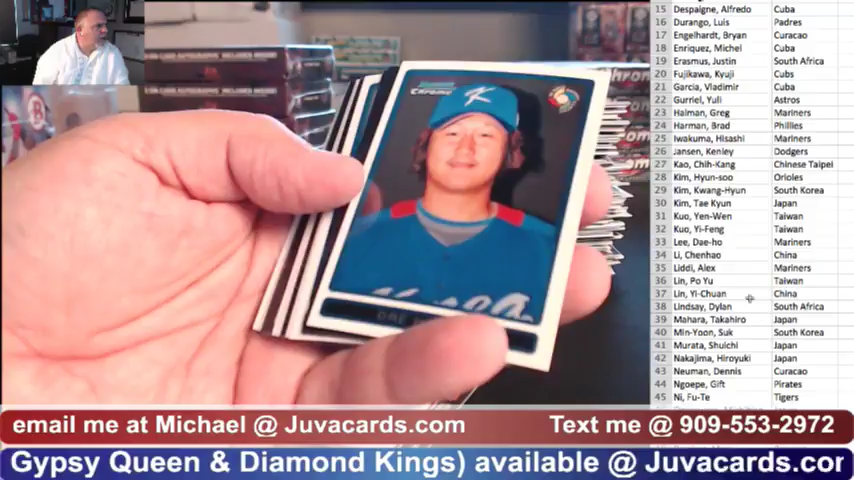 15 Despaigne, Alfredo Cuba
16 Durango, Luis Padres
17 Engelhardt, Bryan Curacao
18 Enriquez, Michel Cuba
19 Erasmus, Justin South Africa
20 Fujikawa, Kyuji Cubs
21 Garcia, Vladimir Cuba
22 Gurriel, Yuli Astros
23 Halman, Greg Mariners
24 Harman, Brad Phillies
25 Iwakuma, Hisashi Mariners
26 Jansen, Kenley Dodgers
27 Kao, Chih-Kang Chinese Taipei
28 Kim, Hyun-soo Orioles
29 Kim, Kwang-Hyun South Korea
30 Kim, Tae Kyun Japan
31 Kuo, Yen-Wen Taiwan
32 Kuo, Yi-Feng Taiwan
33 Lee, Dae-ho Mariners
34 Li, Chenhao China
35 Liddi, Alex Mariners
36 Lin, Po Yu Taiwan
37 Lin, Yi-Chuan China
38 Lindsay, Dylan South Africa
39 Mahara, Takahiro Japan
40 Min-Yoon, Suk South Korea
41 Murata, Shuichi Japan
42 Nakajima, Hiroyuki Japan
43 Neuman, Dennis Curacao
44 Ngoepe, Gift Pirates
45 Ni, Fu-Te Tigers
Chrome
K
email me at Michael @ Juvacards.com Text me @ 909-553-2972
Gypsy Queen & Diamond Kings) available @ Juvacards.cor